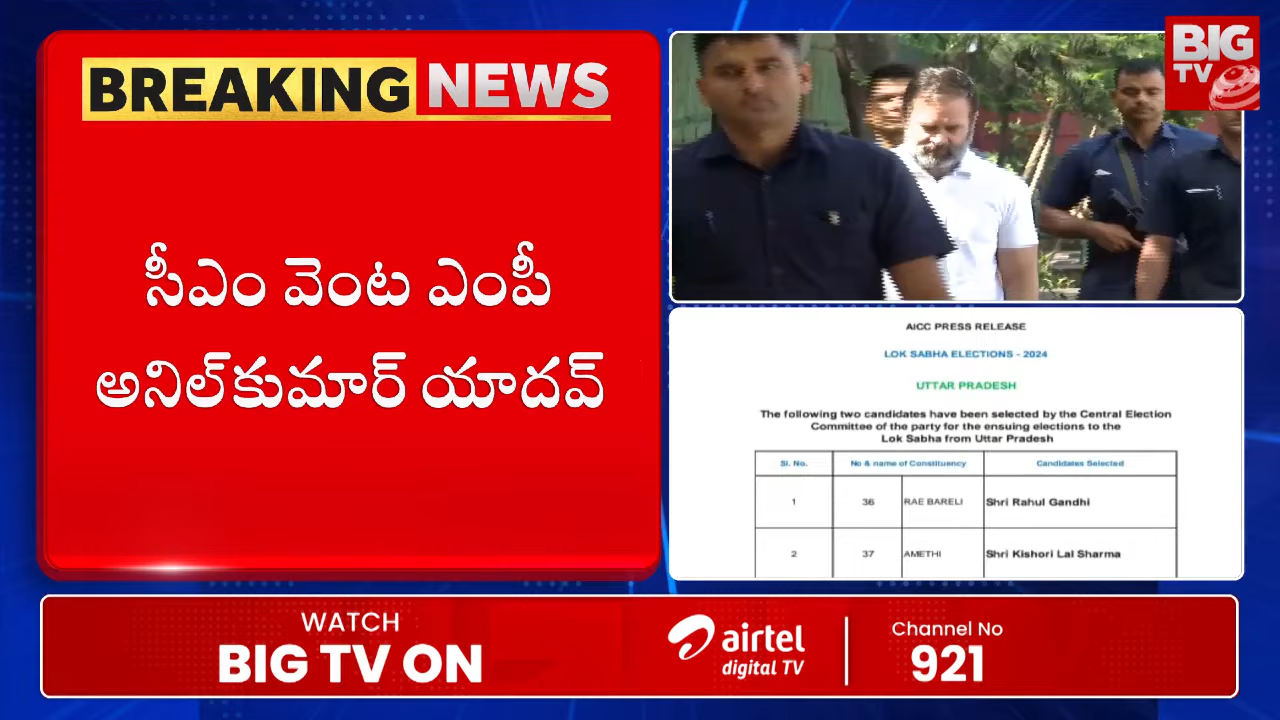 BREAKING NEWS
సీఎం వెంట ఎంపీ
అనిల్‌కుమార్ యాదవ్
BIG
TV
AICC PRESS RELEASE
LOK SABHA ELECTIONS - 2024
UTTAR PRADESH
The following two candidates have been selected by the Central Election
Committee of the party for the ensuing elections to the
Lok Sabha from Uttar Pradesh
Sl. No. No & name of Constituency Candidates Selected
1 36 RAE BARELI Shri Rahul Gandhi
2 37 AMETHI Shri Kishori Lal Sharma
WATCH
BIG TV ON
airtel
digital TV
Channel No
921